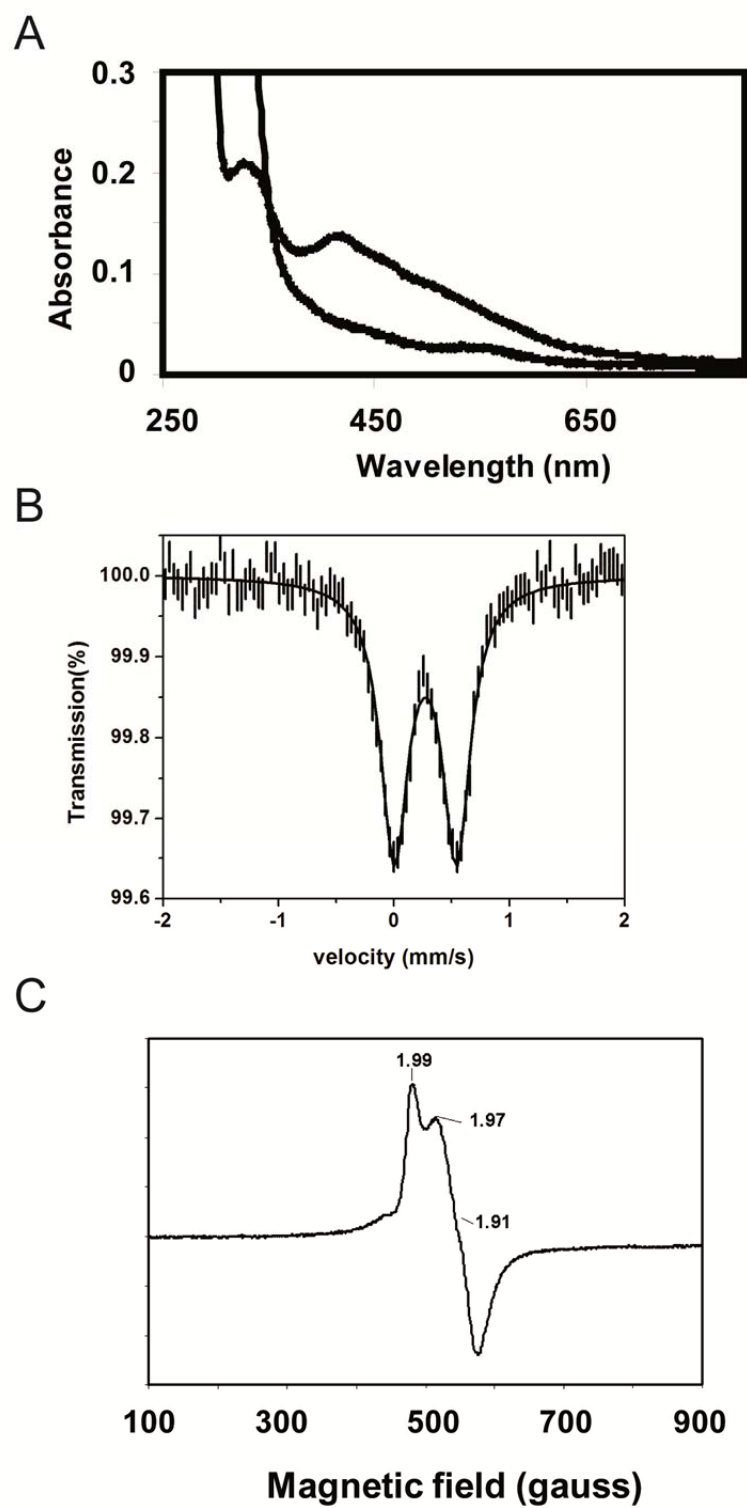 A
0.3
0.2
0.1
0
Absorbance
250 450 650
Wavelength (nm)
B
100.0
99.9
99.8
99.7
99.6
Transmission(%)
-2 -1 0 1 2
velocity (mm/s)
C
1.99
1.97
1.91
100 300 500 700 900
Magnetic field (gauss)